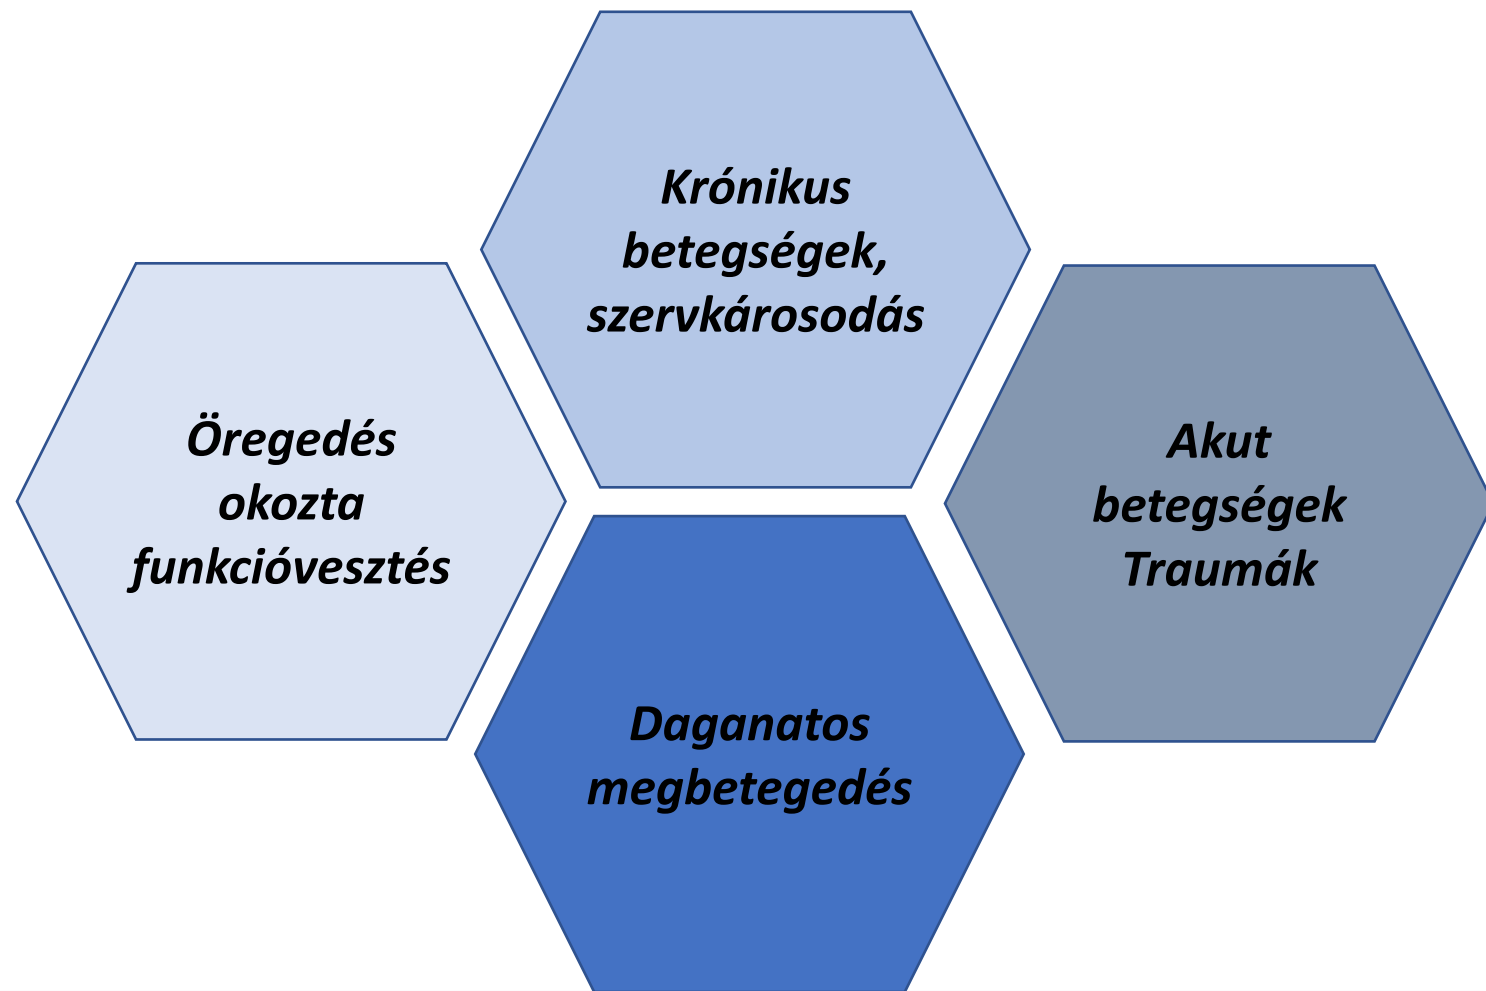 Krónikus
betegségek,
szervkárosodás
Öregedés
okozta
funkcióvesztés
Akut
betegségek
Traumák
Daganatos
megbetegedés